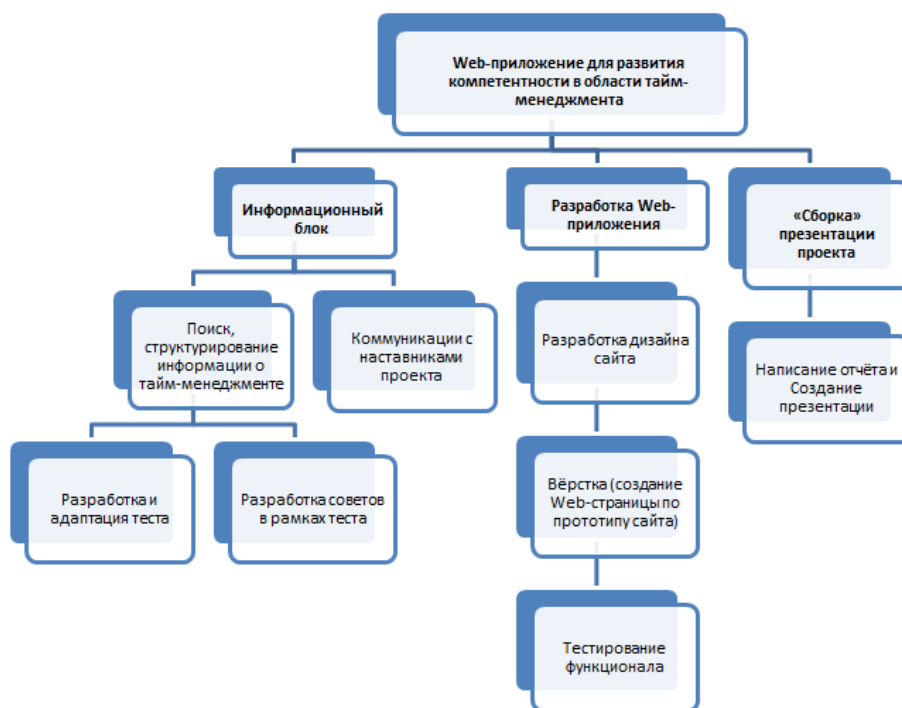 Web-приложение для развития
компетентности в области тайм-
менеджмента
Информационный
блок
Разработка Web-
приложения
«Сборка»
презентации
проекта
Поиск,
структурирование
информации о
тайм-менеджменте
Коммуникации с
наставниками
проекта
Разработка дизайна
сайта
Написание отчёта и
Создание
презентации
Разработка и
адаптация теста
Разработка советов
в рамках теста
Вёрстка (создание
Web-страницы по
прототипу сайта)
Тестирование
функционала